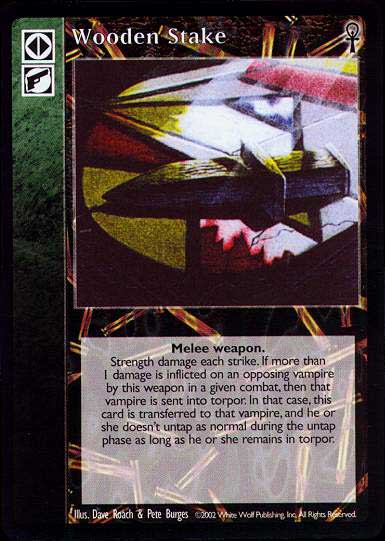 Wooden Stake
Melee weapon.
Strength damage each strike. If more than
1 damage is inflicted on an opposing vampire
by this weapon in a given combat, then that
vampire is sent into torpor. In that case, this
card is transferred to that vampire, and he or
she doesn't untap as normal during the untap
phase as long as he or she remains in torpor.
Illus. Dave Roach & Pete Burges ©2002 White Wolf Publishing, Inc. All Rights Reserved.